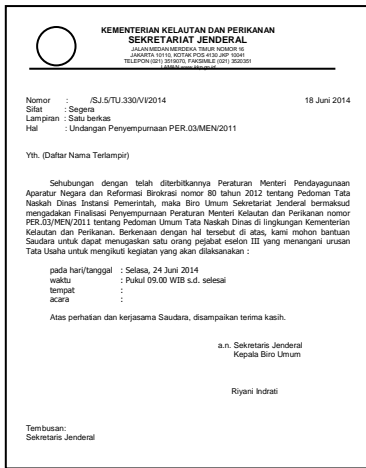 KEMENTERIAN KELAUTAN DAN PERIKANAN
SEKRETARIAT JENDERAL
JALAN MEDAN MERDEKA TIMUR NOMOR 16
JAKARTA 10110, KOTAK POS 4130 JKP 10041
TELEPON (021) 3519070, FAKSIMILE (021) 3520351
Nomor : /SJ.5/TU.330/VI/2014 18 Juni 2014
Sifat : Segera
Lampiran : Satu berkas
Hal : Undangan Penyempurnaan PER.03/MEN/2011
Yth. (Daftar Nama Terlampir)
Sehubungan dengan telah diterbitkannya Peraturan Menteri Pendayagunaan
Aparatur Negara dan Reformasi Birokrasi nomor 80 tahun 2012 tentang Pedoman Tata
Naskah Dinas Instansi Pemerintah, maka Biro Umum Sekretariat Jenderal bermaksud
mengadakan Finalisasi Penyempurnaan Peraturan Menteri Kelautan dan Perikanan nomor
PER.03/MEN/2011 tentang Pedoman Umum Tata Naskah Dinas di lingkungan Kementerian
Kelautan dan Perikanan. Berkenaan dengan hal tersebut di atas, kami mohon bantuan
Saudara untuk dapat menugaskan satu orang pejabat eselon III yang menangani urusan
Tata Usaha untuk mengikuti kegiatan yang akan dilaksanakan :
pada hari/tanggal : Selasa, 24 Juni 2014
waktu : Pukul 09.00 WIB s.d. selesai
tempat :
acara :
Atas perhatian dan kerjasama Saudara, disampaikan terima kasih.
a.n. Sekretaris Jenderal
Kepala Biro Umum
Riyani Indrati
Tembusan:
Sekretaris Jenderal